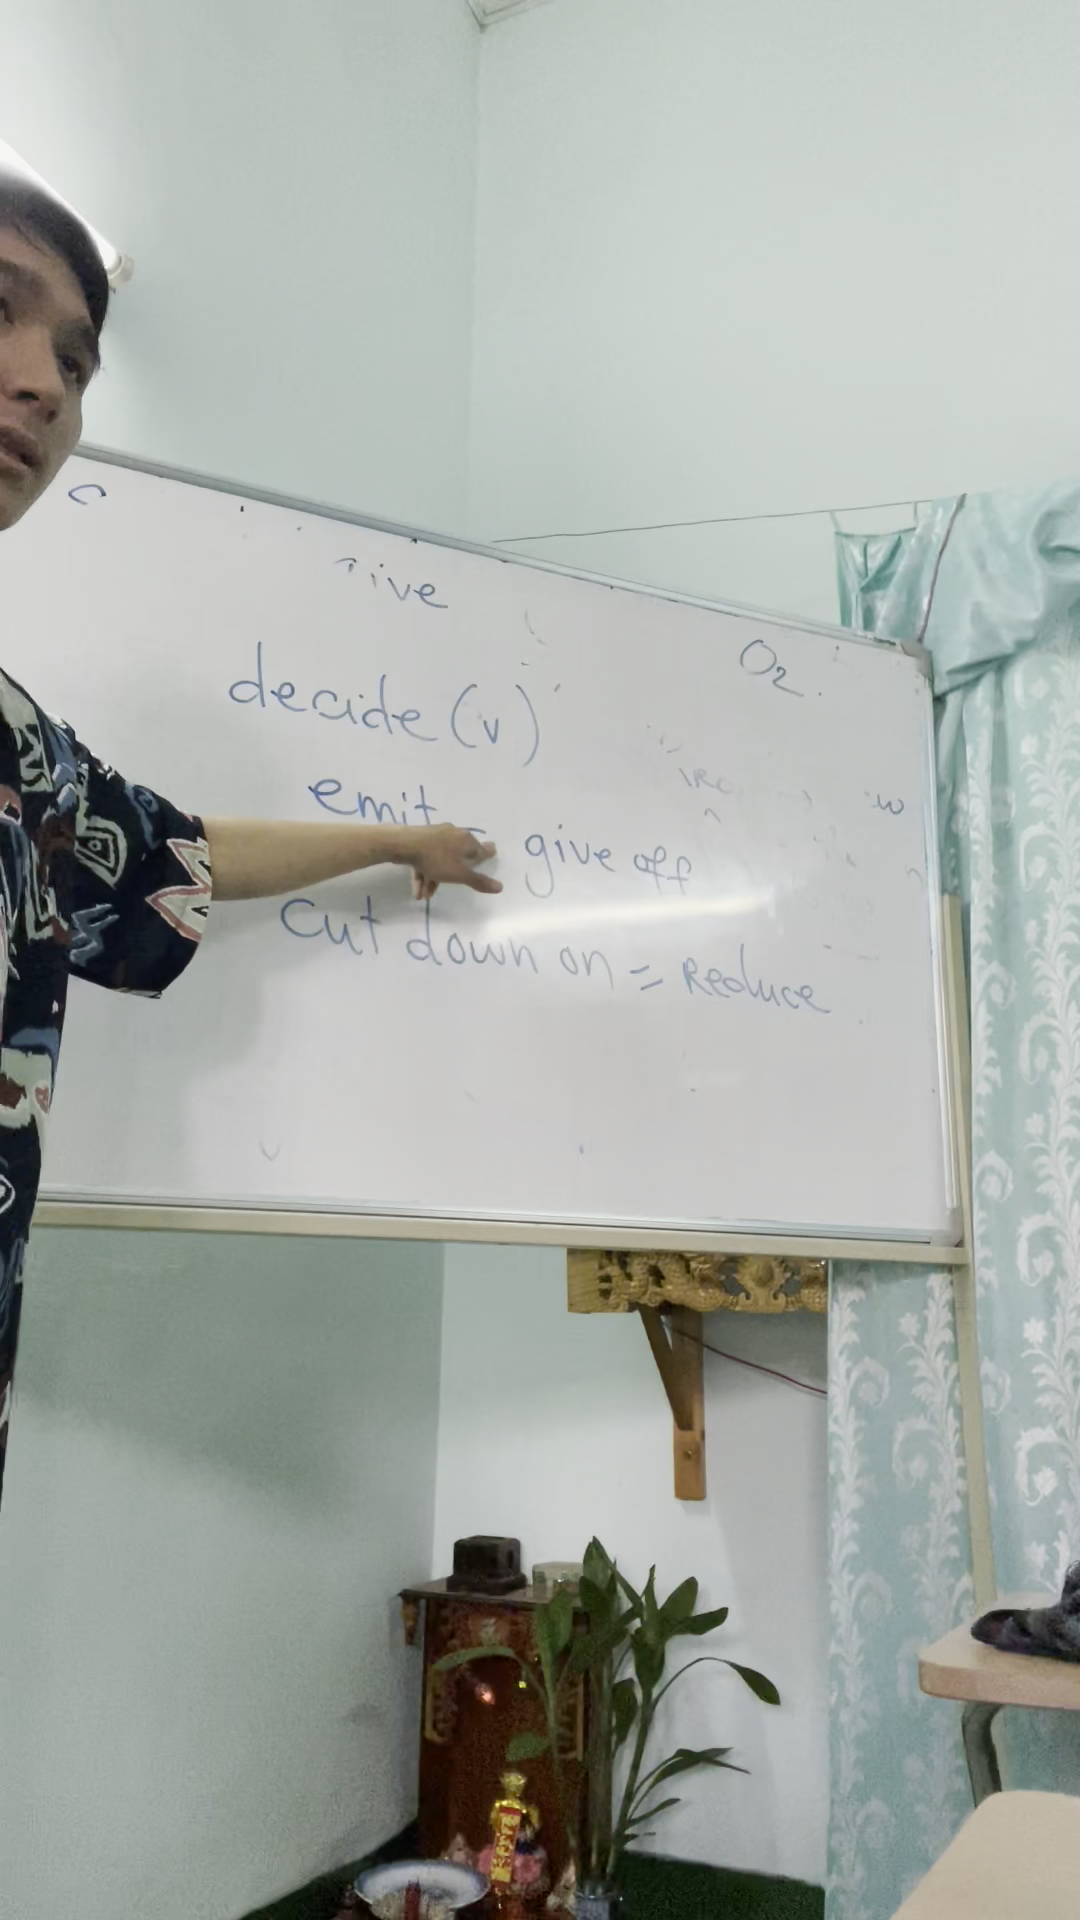 ive
O₂
decide (v)
emit = give off
cut down on = Reduce